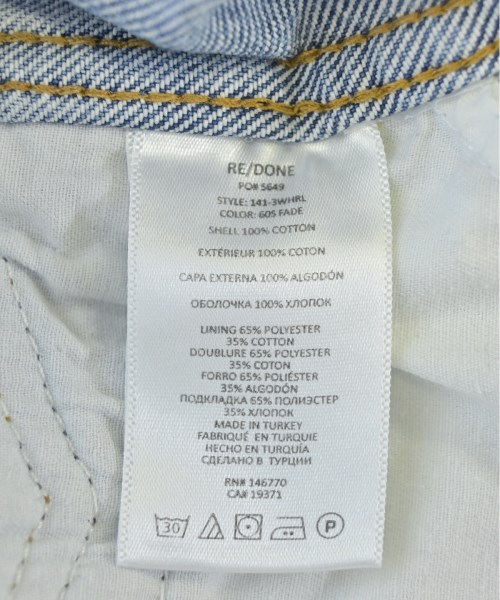 RE/DONE
PO# 5649
STYLE: 141-3WHRL
COLOR: 605 FADE
SHELL 100% COTTON
EXTÉRIEUR 100% COTON
CAPA EXTERNA 100% ALGODÓN
ОБОЛОЧКА 100% ХЛОПОК
LINING 65% POLYESTER
35% COTTON
DOUBLURE 65% POLYESTER
35% COTON
FORRO 65% POLIÉSTER
35% ALGODÓN
ПОДКЛАДКА 65% ПОЛИЭСТЕР
35% ХЛОПОК
MADE IN TURKEY
FABRIQUÉ EN TURQUIE
HECHO EN TURQUÍA
СДЕЛАНО В ТУРЦИИ
RN# 146770
CA# 19371
30 P